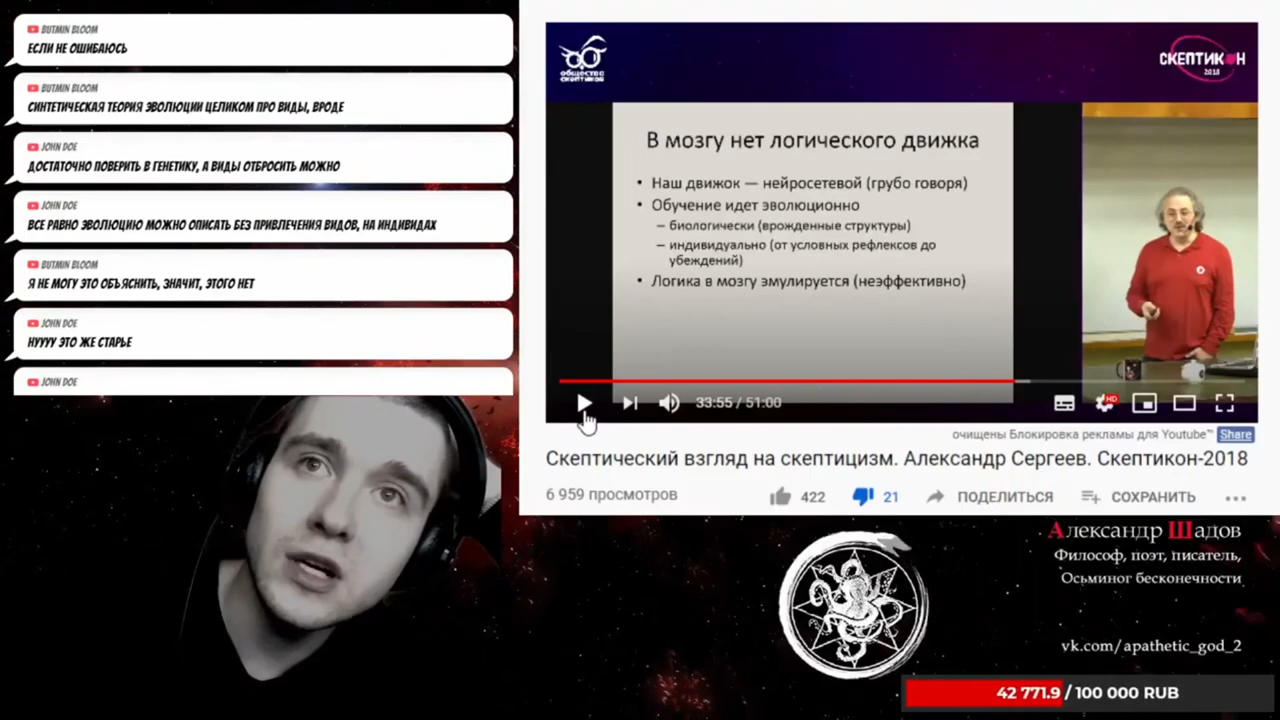 BUTMIN BLOOM
ЕСЛИ НЕ ОШИБАЮСЬ
BUTMIN BLOOM
СИНТЕТИЧЕСКАЯ ТЕОРИЯ ЭВОЛЮЦИИ ЦЕЛИКОМ ПРО ВИДЫ, ВРОДЕ
JOHN DOE
ДОСТАТОЧНО ПОВЕРИТЬ В ГЕНЕТИКУ, А ВИДЫ ОТБРОСИТЬ МОЖНО
JOHN DOE
ВСЕ РАВНО ЭВОЛЮЦИЮ МОЖНО ОПИСАТЬ БЕЗ ПРИВЛЕЧЕНИЯ ВИДОВ, НА ИНДИВИДАХ
BUTMIN BLOOM
Я НЕ МОГУ ЭТО ОБЪЯСНИТЬ, ЗНАЧИТ, ЭТОГО НЕТ
JOHN DOE
НУУУУ ЭТО ЖЕ СТАРЬЕ
JOHN DOE
общество
скептиков
СКЕПТИКОН
2018
В мозгу нет логического движка
• Наш движок — нейросетевой (грубо говоря)
• Обучение идет эволюционно
– биологически (врожденные структуры)
– индивидуально (от условных рефлексов до
убеждений)
• Логика в мозгу эмулируется (неэффективно)
33:55 / 51:00
HD
очищены Блокировка рекламы для Youtube™ Share
Скептический взгляд на скептицизм. Александр Сергеев. Скептикон-2018
6 959 просмотров
422
21
ПОДЕЛИТЬСЯ
СОХРАНИТЬ
Александр Шадов
Философ, поэт, писатель,
Осьминог бесконечности
vk.com/apathetic_god_2
42 771.9 / 100 000 RUB